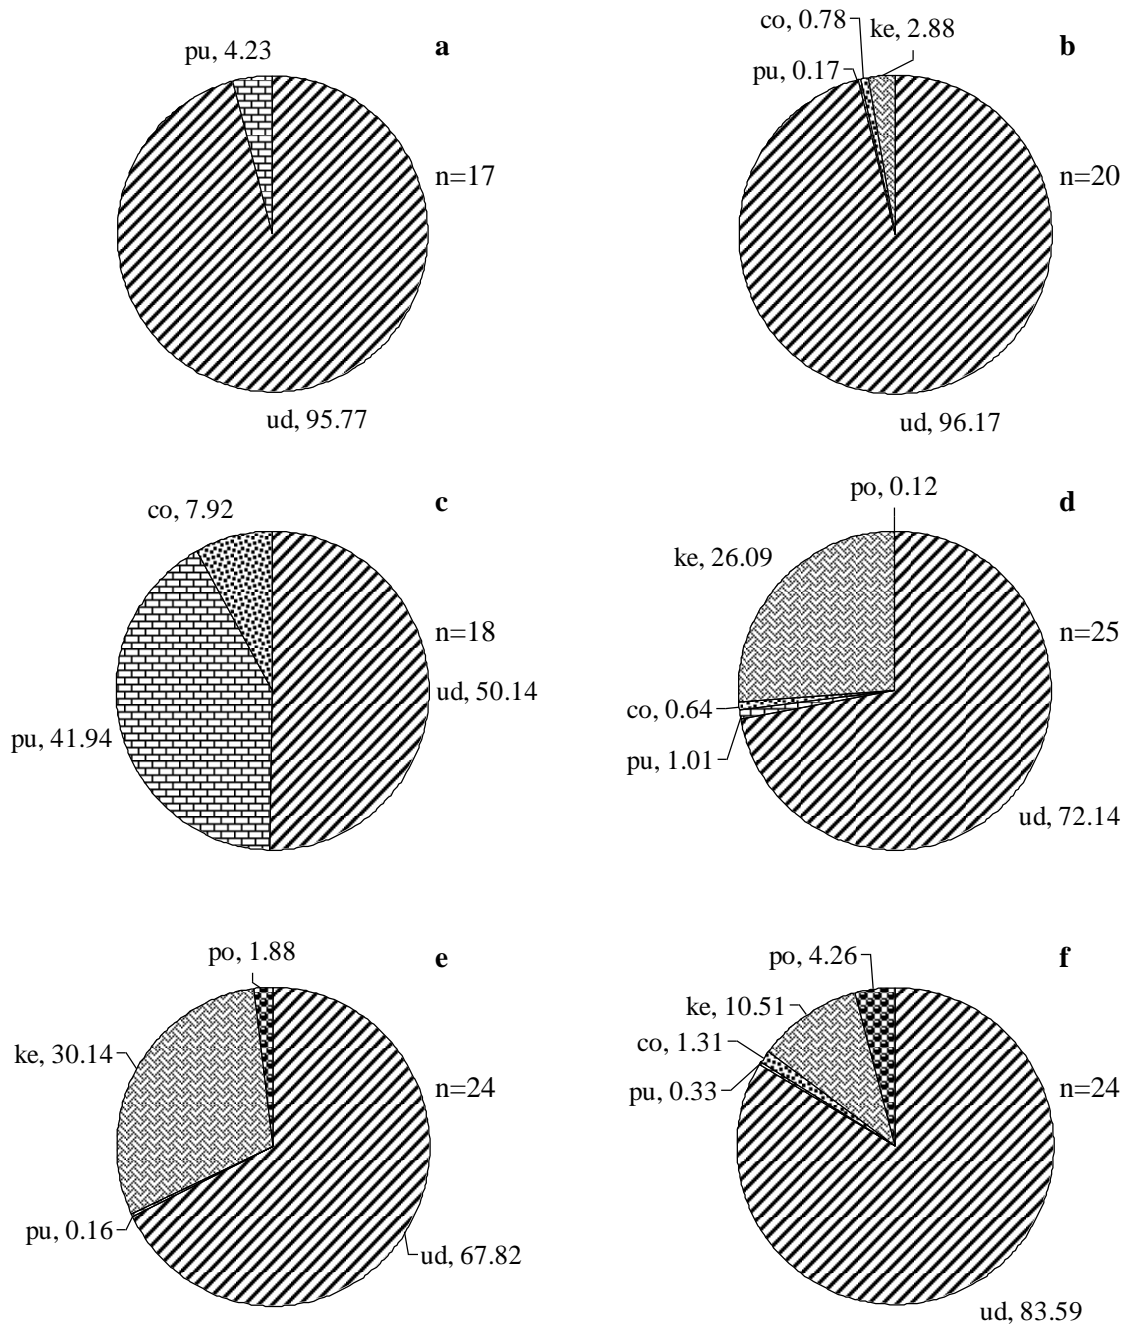 pu, 4.23
a
n=17
ud, 95.77
co, 0.78
ke, 2.88
b
pu, 0.17
n=20
ud, 96.17
co, 7.92
c
n=18
ud, 50.14
pu, 41.94
po, 0.12
d
ke, 26.09
n=25
co, 0.64
pu, 1.01
ud, 72.14
po, 1.88
e
ke, 30.14
n=24
pu, 0.16
ud, 67.82
po, 4.26
f
ke, 10.51
co, 1.31
pu, 0.33
n=24
ud, 83.59